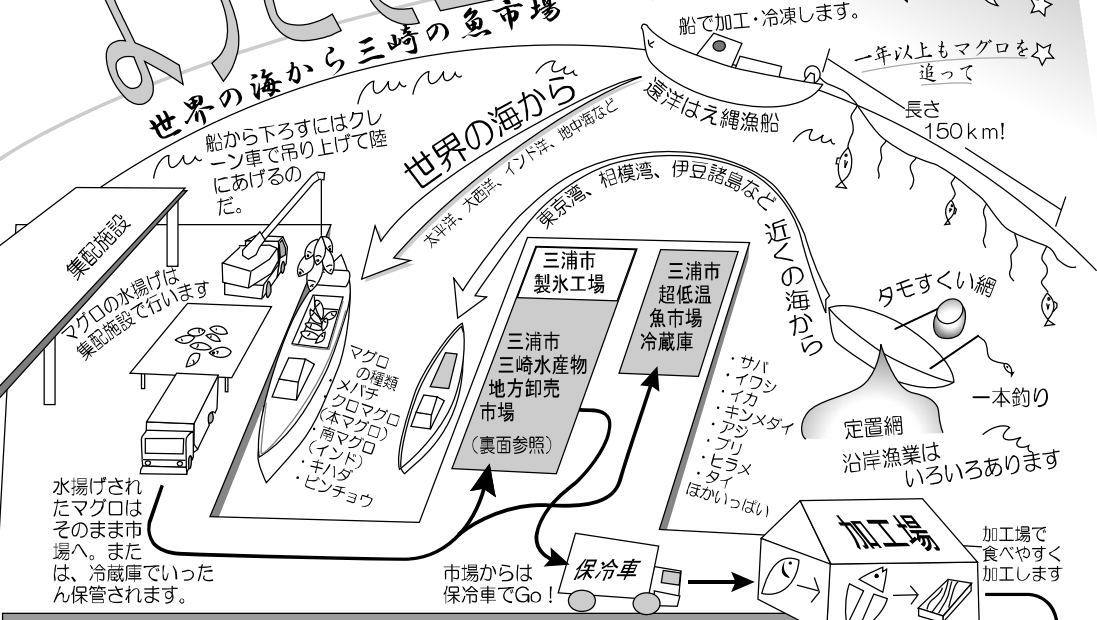 世界の海から三崎の魚市場
船で加工・冷凍します。
一年以上もマグロを
追って
遠洋はえ縄漁船
長さ
150km!
船から下ろすにはクレ
ーン車で吊り上げて陸
にあげるの
だ。
世界の海から
太平洋、大西洋、インド洋、地中海など
東京湾、相模湾、伊豆諸島など
近くの海から
集配施設
マグロの水揚げは
集配施設で行います
三浦市
製氷工場
三浦市
超低温
魚市場
冷蔵庫
三浦市
三崎水産物
地方卸売
市場
(裏面参照)
タモすくい網
一本釣り
定置網
沿岸漁業は
いろいろあります
マグロ
の種類
・メバチ
・クロマグロ
(本マグロ)
・南マグロ
(インド)
・キハダ
・ビンチョウ
・サバ
・イワシ
・イカ
・キンメダイ
・アジ
・ブリ
・ヒラメ
・タイ
ほかいっぱい
水揚げされ
たマグロは
そのまま市
場へ。また
は、冷蔵庫でいった
ん保管されます。
市場からは
保冷車でGo!
保冷車
加工場
加工場で
食べやすく
加工します